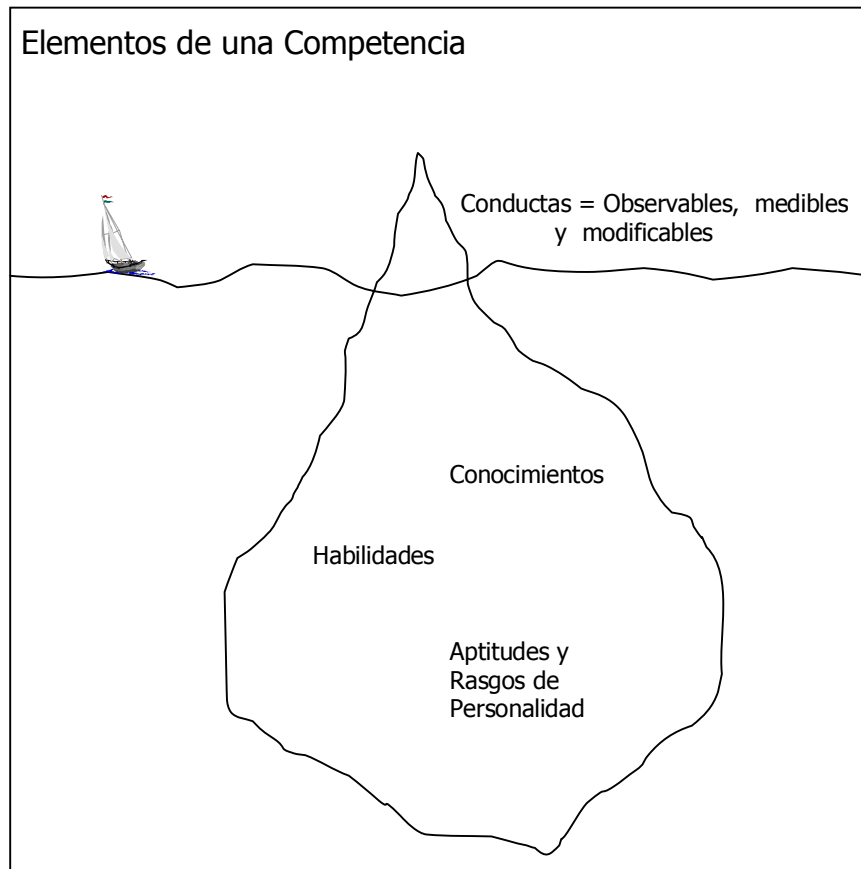 Elementos de una Competencia
Conductas = Observables, medibles
y modificables
Conocimientos
Habilidades
Aptitudes y
Rasgos de
Personalidad